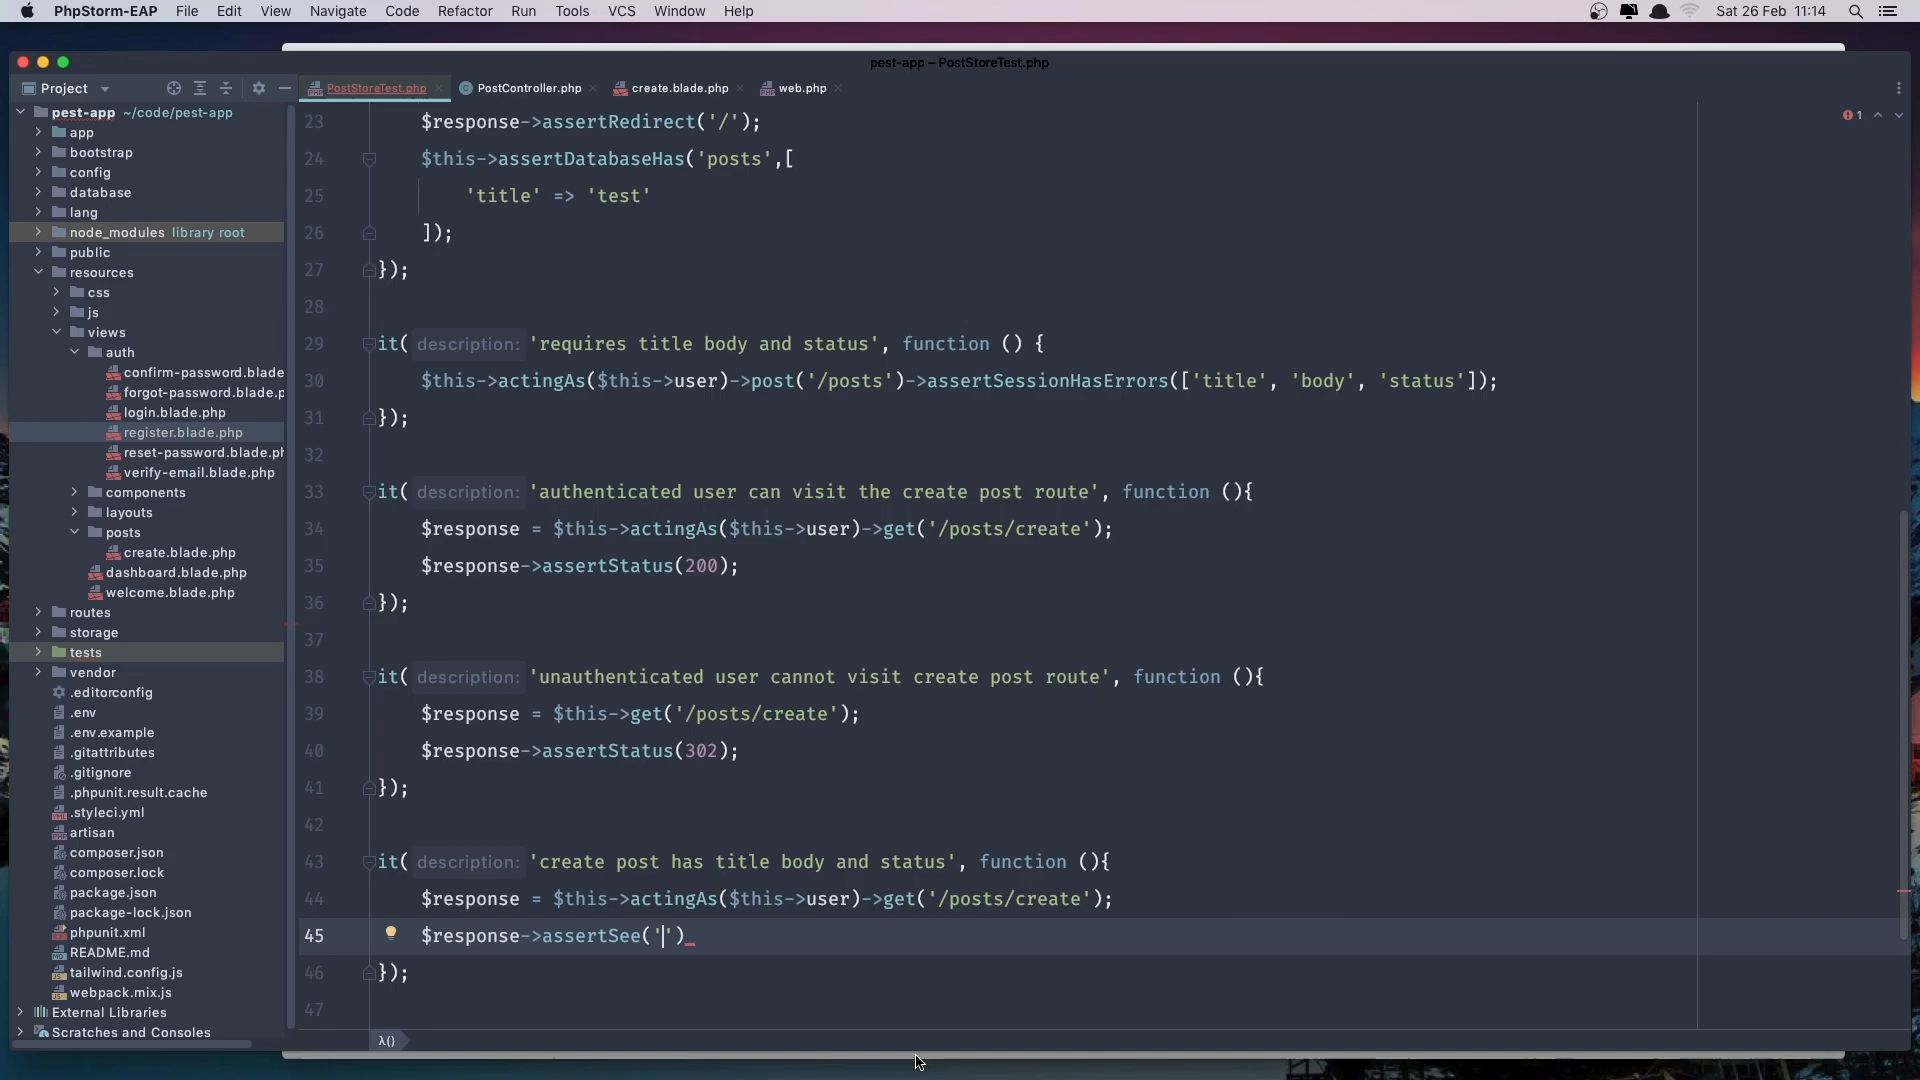 PhpStorm-EAP File Edit View Navigate Code Refactor Run Tools VCS Window Help Sat 26 Feb 11:14
pest-app – PostStoreTest.php
Project
PostStoreTest.php PostController.php create.blade.php web.php
pest-app ~/code/pest-app
app
bootstrap
config
database
lang
node_modules library root
public
resources
css
js
views
auth
confirm-password.blade
forgot-password.blade.p
login.blade.php
register.blade.php
reset-password.blade.ph
verify-email.blade.php
components
layouts
posts
create.blade.php
dashboard.blade.php
welcome.blade.php
routes
storage
tests
vendor
.editorconfig
.env
.env.example
.gitattributes
.gitignore
.phpunit.result.cache
.styleci.yml
artisan
composer.json
composer.lock
package.json
package-lock.json
phpunit.xml
README.md
tailwind.config.js
webpack.mix.js
External Libraries
Scratches and Consoles
1
23 $response->assertRedirect('/');
24 $this->assertDatabaseHas('posts',[
25 'title' => 'test'
26 ]);
27 });
28
29 it( description: 'requires title body and status', function () {
30 $this->actingAs($this->user)->post('/posts')->assertSessionHasErrors(['title', 'body', 'status']);
31 });
32
33 it( description: 'authenticated user can visit the create post route', function (){
34 $response = $this->actingAs($this->user)->get('/posts/create');
35 $response->assertStatus(200);
36 });
37
38 it( description: 'unauthenticated user cannot visit create post route', function (){
39 $response = $this->get('/posts/create');
40 $response->assertStatus(302);
41 });
42
43 it( description: 'create post has title body and status', function (){
44 $response = $this->actingAs($this->user)->get('/posts/create');
45 $response->assertSee('')
46 });
47
λ()